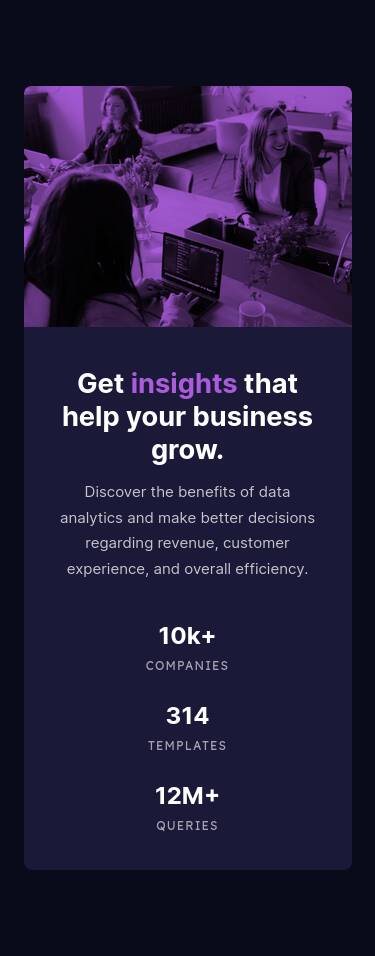 Get insights that
help your business
grow.
Discover the benefits of data
analytics and make better decisions
regarding revenue, customer
experience, and overall efficiency.
10k+
COMPANIES
314
TEMPLATES
12M+
QUERIES